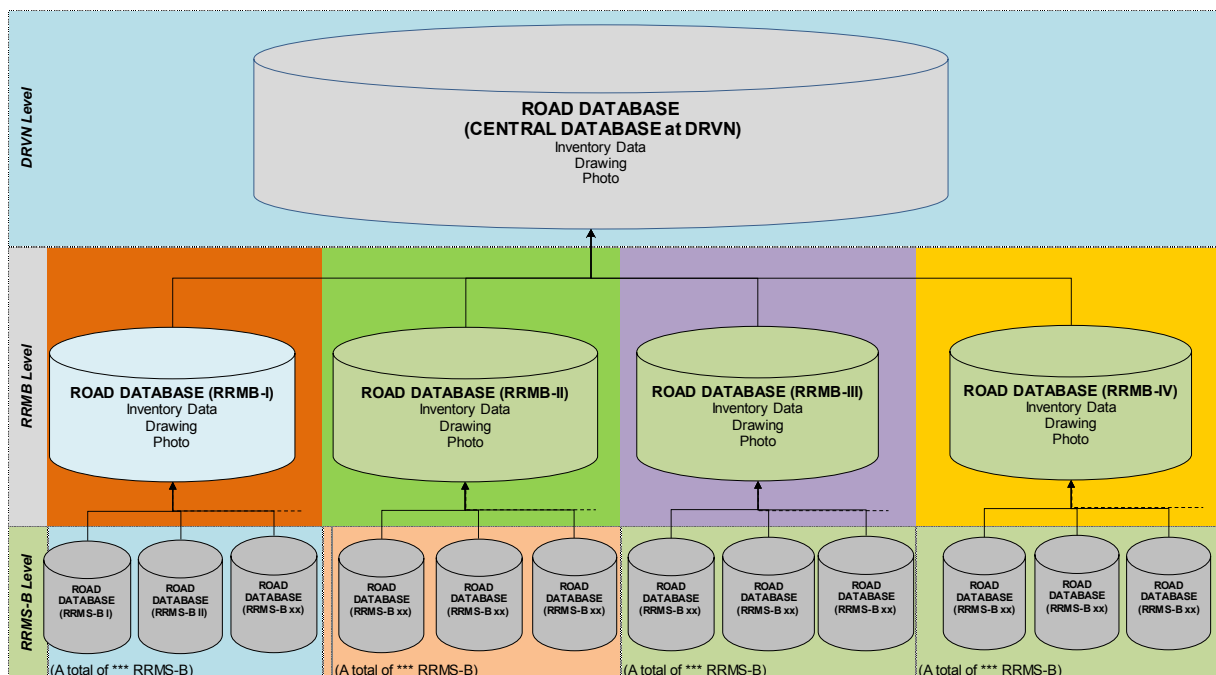 DRVN Level
ROAD DATABASE
(CENTRAL DATABASE at DRVN)
Inventory Data
Drawing
Photo
RRMB Level
ROAD DATABASE (RRMB-I)
Inventory Data
Drawing
Photo
ROAD DATABASE (RRMB-II)
Inventory Data
Drawing
Photo
ROAD DATABASE (RRMB-III)
Inventory Data
Drawing
Photo
ROAD DATABASE (RRMB-IV)
Inventory Data
Drawing
Photo
RRMS-B Level
ROAD
DATABASE
(RRMS-B I)
ROAD
DATABASE
(RRMS-B II)
ROAD
DATABASE
(RRMS-B xx)
ROAD
DATABASE
(RRMS-B xx)
ROAD
DATABASE
(RRMS-B xx)
ROAD
DATABASE
(RRMS-B xx)
ROAD
DATABASE
(RRMS-B xx)
ROAD
DATABASE
(RRMS-B xx)
ROAD
DATABASE
(RRMS-B xx)
ROAD
DATABASE
(RRMS-B xx)
ROAD
DATABASE
(RRMS-B xx)
ROAD
DATABASE
(RRMS-B xx)
(A total of *** RRMS-B)
(A total of *** RRMS-B)
(A total of *** RRMS-B)
(A total of *** RRMS-B)